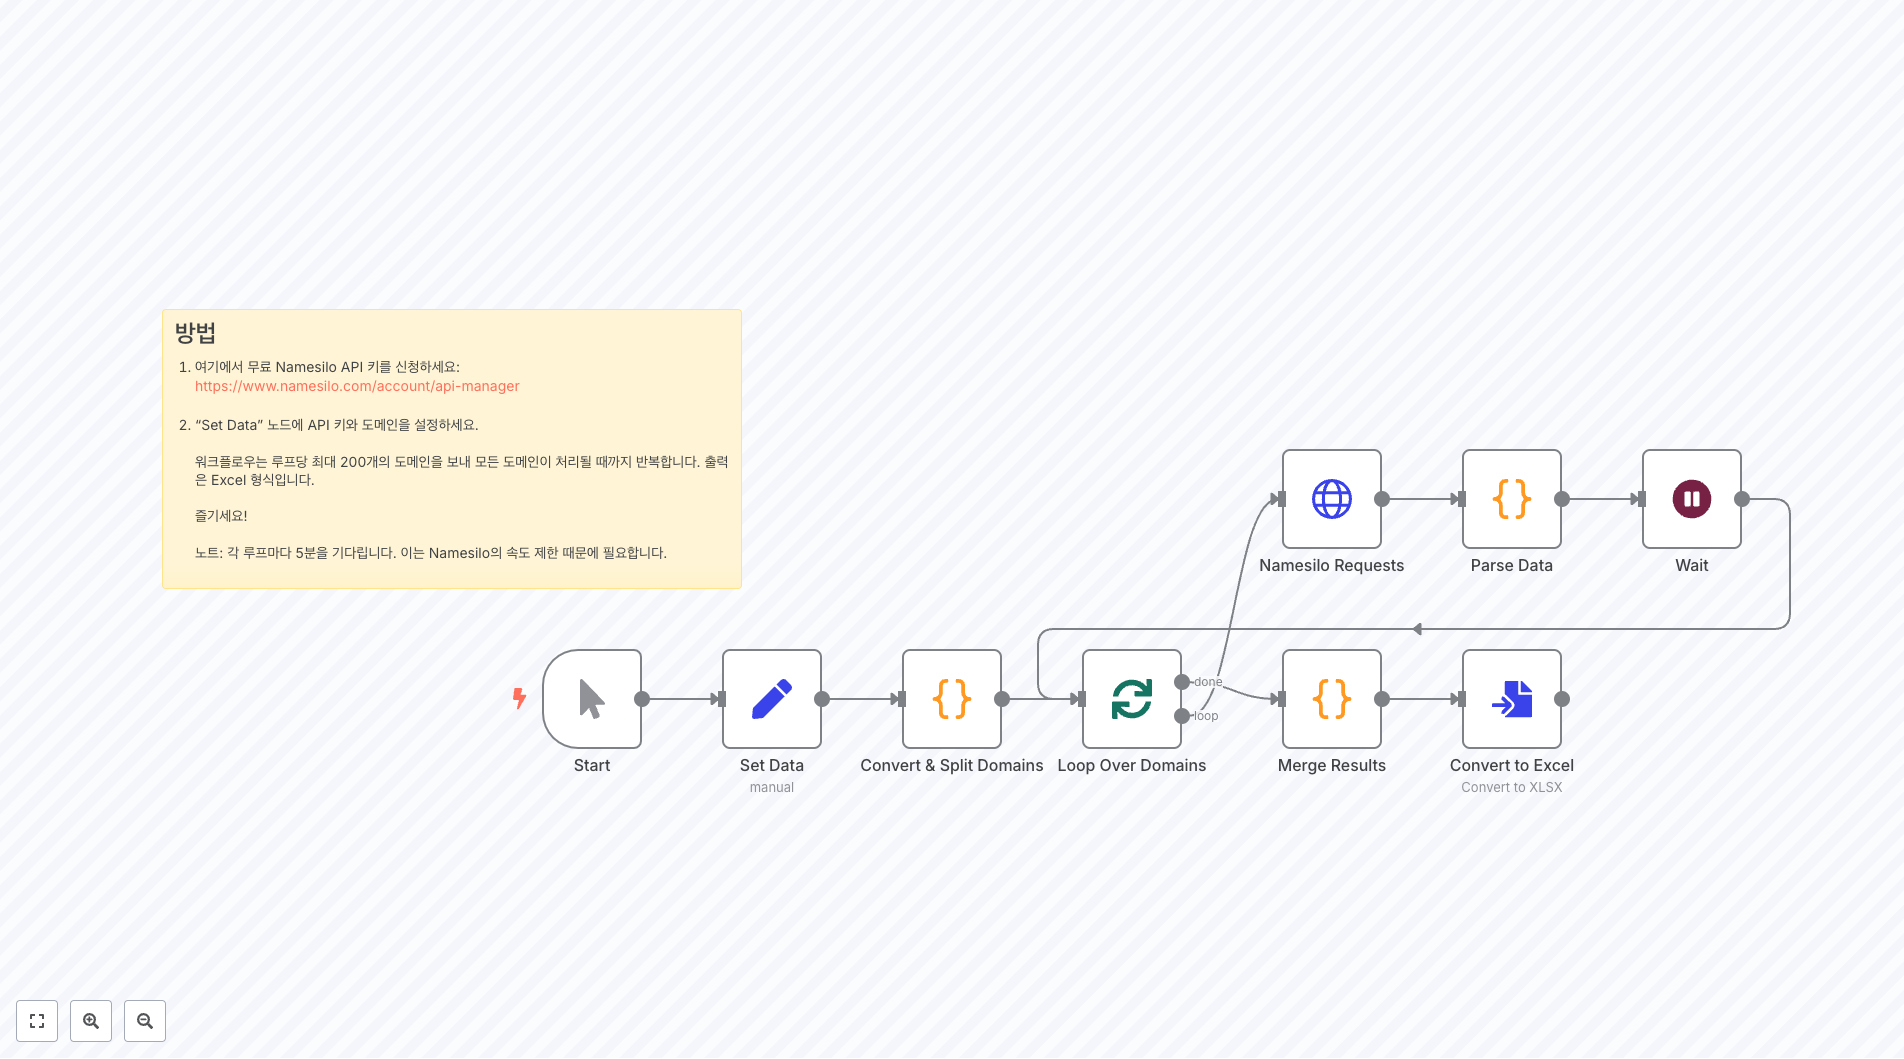 방법
1. 여기에서 무료 Namesilo API 키를 신청하세요:
https://www.namesilo.com/account/api-manager
2. “Set Data” 노드에 API 키와 도메인을 설정하세요.
워크플로우는 루프당 최대 200개의 도메인을 보내 모든 도메인이 처리될 때까지 반복합니다. 출력
은 Excel 형식입니다.
즐기세요!
노트: 각 루프마다 5분을 기다립니다. 이는 Namesilo의 속도 제한 때문에 필요합니다.
Namesilo Requests
Parse Data
Wait
done
loop
Start
Set Data
manual
Convert & Split Domains
Loop Over Domains
Merge Results
Convert to Excel
Convert to XLSX